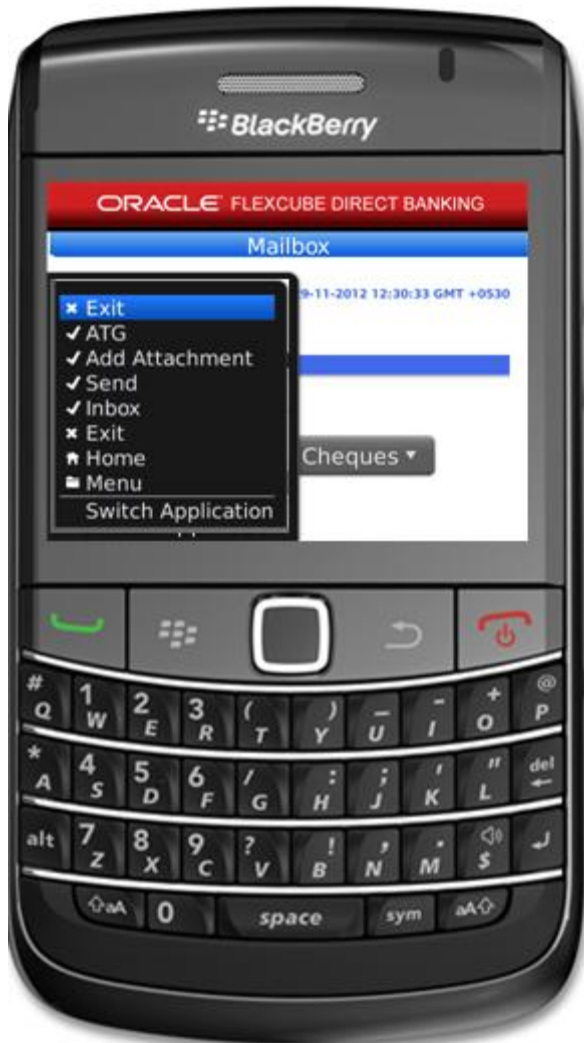 BlackBerry
ORACLE FLEXCUBE DIRECT BANKING
Mailbox
9-11-2012 12:30:33 GMT +0530
Exit
ATG
Add Attachment
Send
Inbox
Exit
Home
Menu
Switch Application
Cheques
# 1 2 3 ( ) _ - + @
Q W E R T Y U I O P
* 4 5 6 / : ; ' " del
A S D F G H J K L
alt 7 8 9 ? ! , . $
Z X C V B N M
aA 0 space sym aA